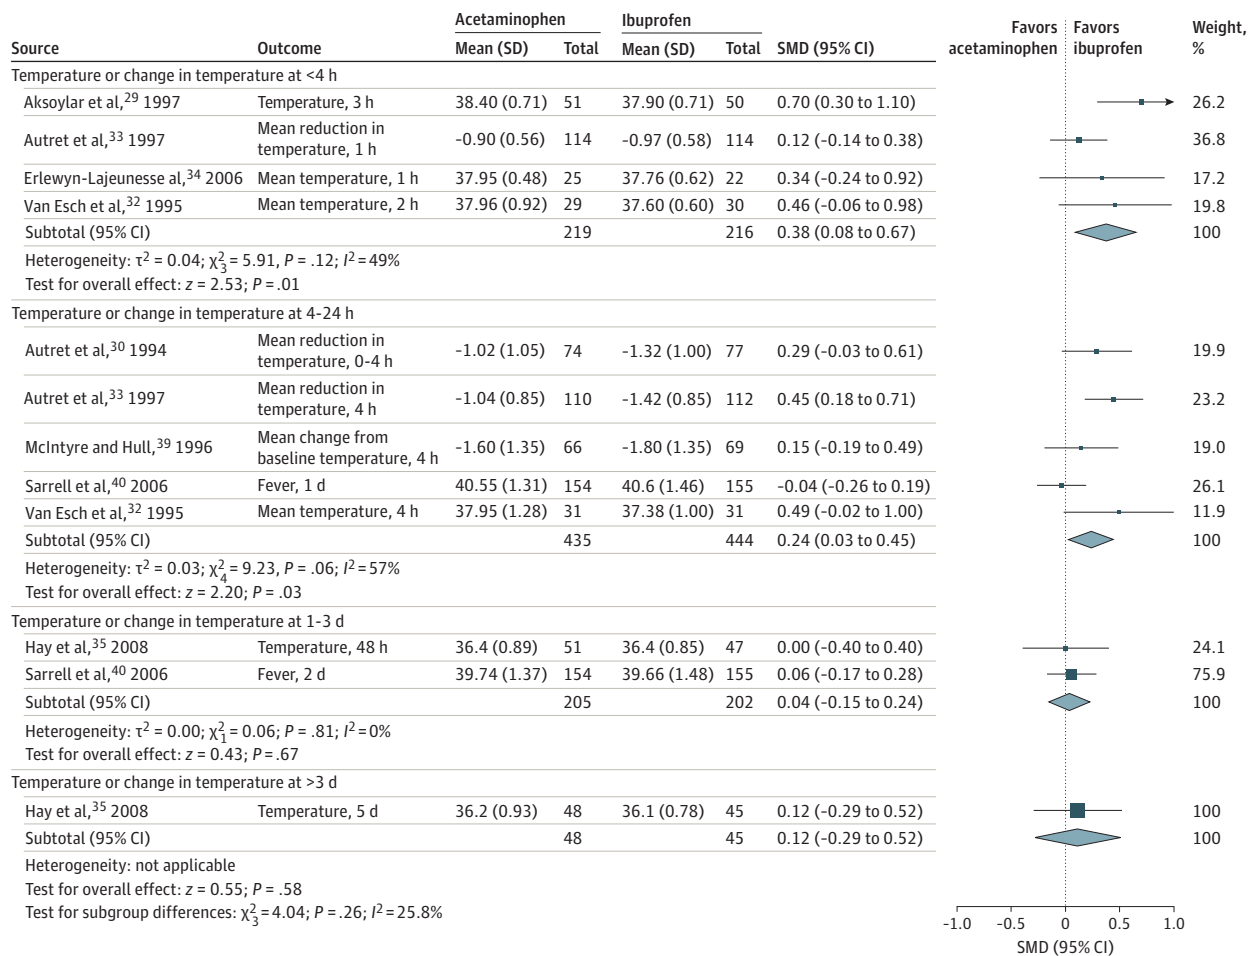 Acetaminophen Ibuprofen Favors acetaminophen Favors ibuprofen Weight, %
Source Outcome Mean (SD) Total Mean (SD) Total SMD (95% CI)
Temperature or change in temperature at <4 h
Aksoylar et al,29 1997 Temperature, 3 h 38.40 (0.71) 51 37.90 (0.71) 50 0.70 (0.30 to 1.10) 26.2
Autret et al,33 1997 Mean reduction in temperature, 1 h -0.90 (0.56) 114 -0.97 (0.58) 114 0.12 (-0.14 to 0.38) 36.8
Erlewyn-Lajeunesse al,34 2006 Mean temperature, 1 h 37.95 (0.48) 25 37.76 (0.62) 22 0.34 (-0.24 to 0.92) 17.2
Van Esch et al,32 1995 Mean temperature, 2 h 37.96 (0.92) 29 37.60 (0.60) 30 0.46 (-0.06 to 0.98) 19.8
Subtotal (95% CI) 219 216 0.38 (0.08 to 0.67) 100
Heterogeneity: τ2 = 0.04; χ23 = 5.91, P = .12; I2 = 49%
Test for overall effect: z = 2.53; P = .01
Temperature or change in temperature at 4-24 h
Autret et al,30 1994 Mean reduction in temperature, 0-4 h -1.02 (1.05) 74 -1.32 (1.00) 77 0.29 (-0.03 to 0.61) 19.9
Autret et al,33 1997 Mean reduction in temperature, 4 h -1.04 (0.85) 110 -1.42 (0.85) 112 0.45 (0.18 to 0.71) 23.2
McIntyre and Hull,39 1996 Mean change from baseline temperature, 4 h -1.60 (1.35) 66 -1.80 (1.35) 69 0.15 (-0.19 to 0.49) 19.0
Sarrell et al,40 2006 Fever, 1 d 40.55 (1.31) 154 40.6 (1.46) 155 -0.04 (-0.26 to 0.19) 26.1
Van Esch et al,32 1995 Mean temperature, 4 h 37.95 (1.28) 31 37.38 (1.00) 31 0.49 (-0.02 to 1.00) 11.9
Subtotal (95% CI) 435 444 0.24 (0.03 to 0.45) 100
Heterogeneity: τ2 = 0.03; χ24 = 9.23, P = .06; I2 = 57%
Test for overall effect: z = 2.20; P = .03
Temperature or change in temperature at 1-3 d
Hay et al,35 2008 Temperature, 48 h 36.4 (0.89) 51 36.4 (0.85) 47 0.00 (-0.40 to 0.40) 24.1
Sarrell et al,40 2006 Fever, 2 d 39.74 (1.37) 154 39.66 (1.48) 155 0.06 (-0.17 to 0.28) 75.9
Subtotal (95% CI) 205 202 0.04 (-0.15 to 0.24) 100
Heterogeneity: τ2 = 0.00; χ21 = 0.06; P = .81; I2 = 0%
Test for overall effect: z = 0.43; P = .67
Temperature or change in temperature at >3 d
Hay et al,35 2008 Temperature, 5 d 36.2 (0.93) 48 36.1 (0.78) 45 0.12 (-0.29 to 0.52) 100
Subtotal (95% CI) 48 45 0.12 (-0.29 to 0.52) 100
Heterogeneity: not applicable
Test for overall effect: z = 0.55; P = .58
Test for subgroup differences: χ23 = 4.04; P = .26; I2 = 25.8%
-1.0 -0.5 0 0.5 1.0
SMD (95% CI)